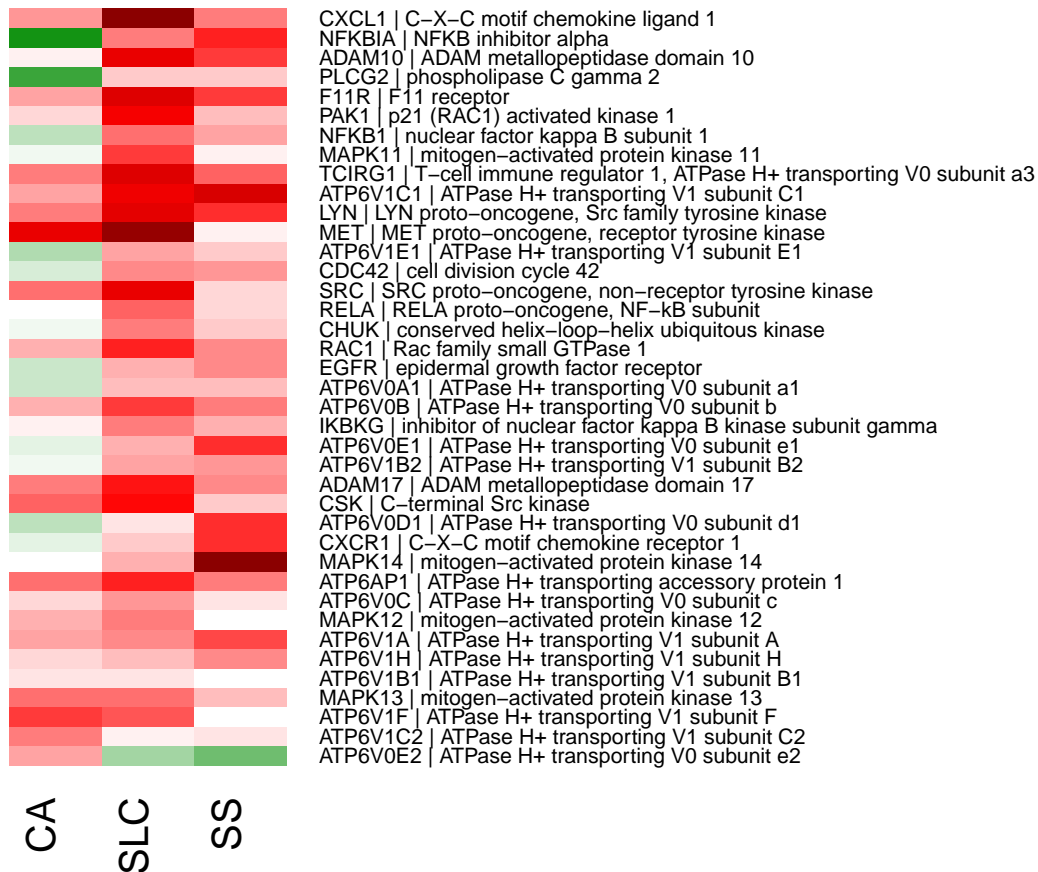 CXCL1 | C−X−C motif chemokine ligand 1
NFKBIA | NFKB inhibitor alpha
ADAM10 | ADAM metallopeptidase domain 10
PLCG2 | phospholipase C gamma 2
F11R | F11 receptor
PAK1 | p21 (RAC1) activated kinase 1
NFKB1 | nuclear factor kappa B subunit 1
MAPK11 | mitogen−activated protein kinase 11
TCIRG1 | T−cell immune regulator 1, ATPase H+ transporting V0 subunit a3
ATP6V1C1 | ATPase H+ transporting V1 subunit C1
LYN | LYN proto−oncogene, Src family tyrosine kinase
MET | MET proto−oncogene, receptor tyrosine kinase
ATP6V1E1 | ATPase H+ transporting V1 subunit E1
CDC42 | cell division cycle 42
SRC | SRC proto−oncogene, non−receptor tyrosine kinase
RELA | RELA proto−oncogene, NF−kB subunit
CHUK | conserved helix−loop−helix ubiquitous kinase
RAC1 | Rac family small GTPase 1
EGFR | epidermal growth factor receptor
ATP6V0A1 | ATPase H+ transporting V0 subunit a1
ATP6V0B | ATPase H+ transporting V0 subunit b
IKBKG | inhibitor of nuclear factor kappa B kinase subunit gamma
ATP6V0E1 | ATPase H+ transporting V0 subunit e1
ATP6V1B2 | ATPase H+ transporting V1 subunit B2
ADAM17 | ADAM metallopeptidase domain 17
CSK | C−terminal Src kinase
ATP6V0D1 | ATPase H+ transporting V0 subunit d1
CXCR1 | C−X−C motif chemokine receptor 1
MAPK14 | mitogen−activated protein kinase 14
ATP6AP1 | ATPase H+ transporting accessory protein 1
ATP6V0C | ATPase H+ transporting V0 subunit c
MAPK12 | mitogen−activated protein kinase 12
ATP6V1A | ATPase H+ transporting V1 subunit A
ATP6V1H | ATPase H+ transporting V1 subunit H
ATP6V1B1 | ATPase H+ transporting V1 subunit B1
MAPK13 | mitogen−activated protein kinase 13
ATP6V1F | ATPase H+ transporting V1 subunit F
ATP6V1C2 | ATPase H+ transporting V1 subunit C2
ATP6V0E2 | ATPase H+ transporting V0 subunit e2
CA
SLC
SS